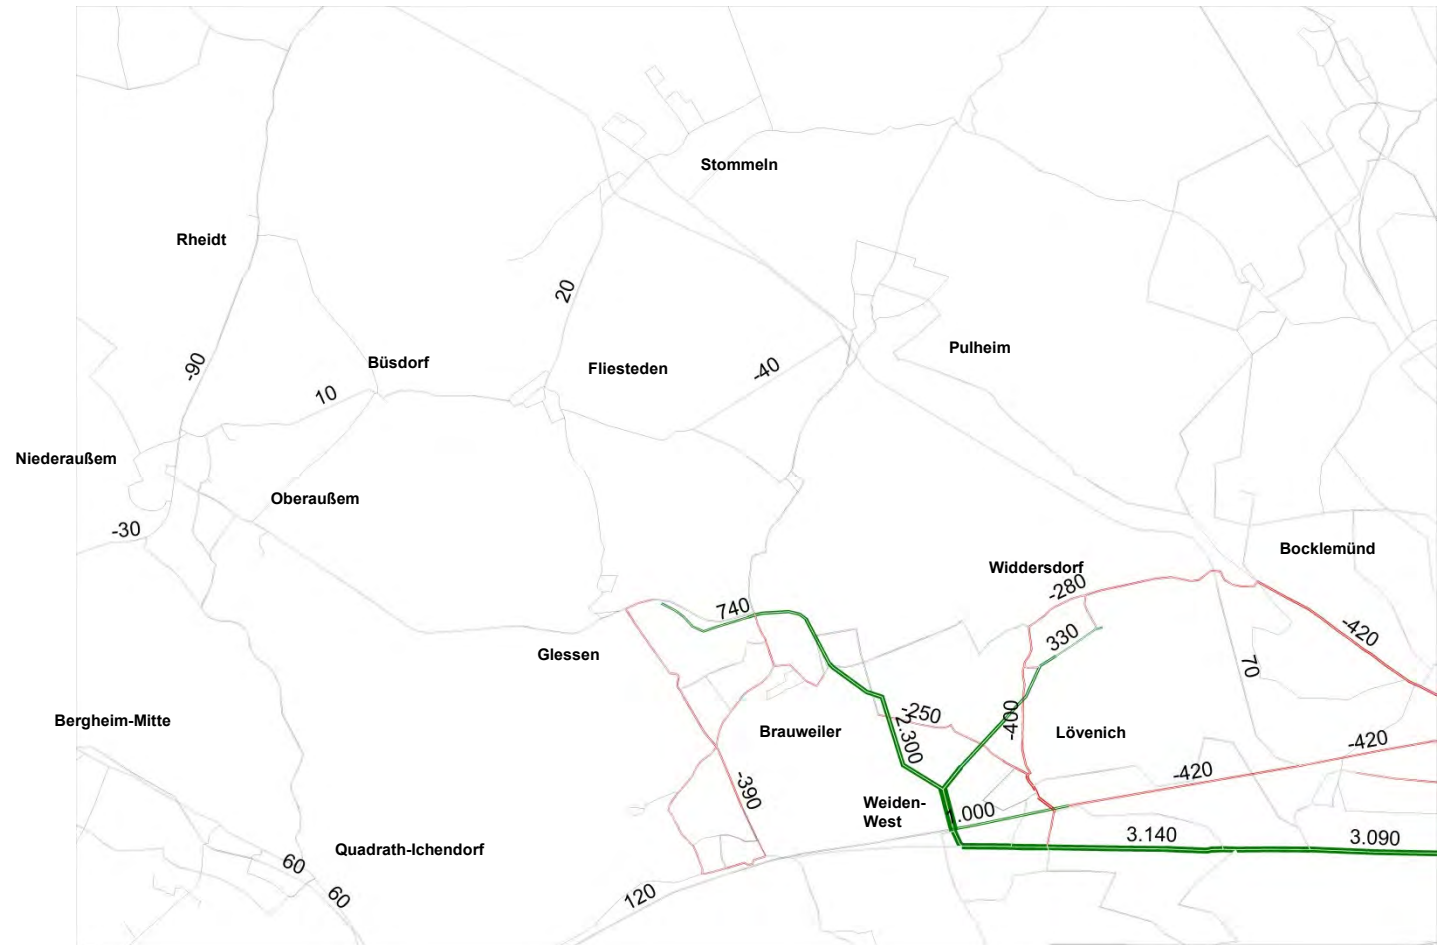 Stommeln
Rheidt
20
Pulheim
-90
Büsdorf
Fliesteden
-40
10
Niederaußem
Oberaußem
-30
Bocklemünd
Widdersdorf
-280
740
330
-420
Glessen
70
Bergheim-Mitte
-250
-400
2.300
Brauweiler
Lövenich
-420
-420
-390
Weiden-
West
1.000
3.140
3.090
Quadrath-Ichendorf
60
60
120